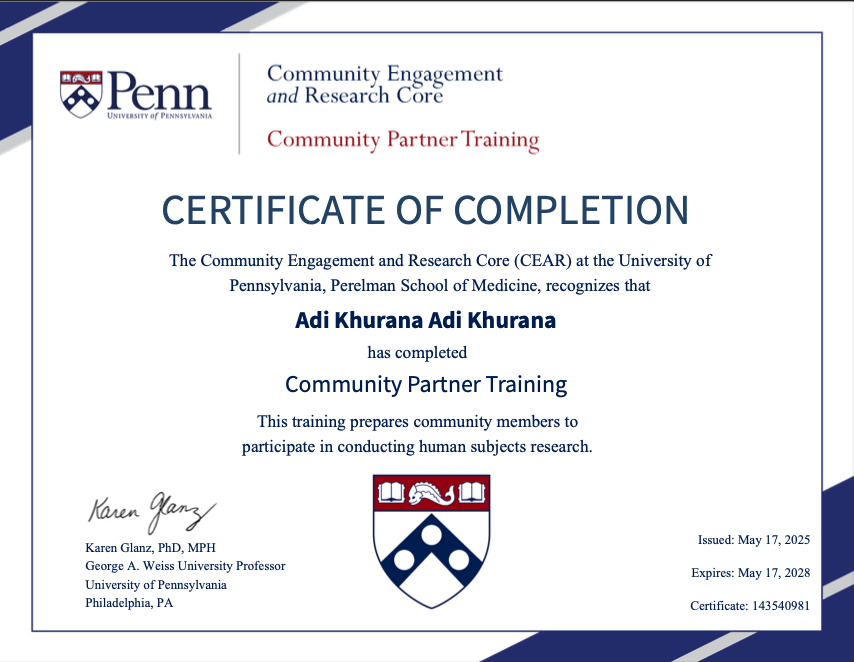 Penn
UNIVERSITY of PENNSYLVANIA
Community Engagement
and Research Core
Community Partner Training
CERTIFICATE OF COMPLETION
The Community Engagement and Research Core (CEAR) at the University of
Pennsylvania, Perelman School of Medicine, recognizes that
Adi Khurana Adi Khurana
has completed
Community Partner Training
This training prepares community members to
participate in conducting human subjects research.
Karen Glanz
Karen Glanz, PhD, MPH
George A. Weiss University Professor
University of Pennsylvania
Philadelphia, PA
Issued: May 17, 2025
Expires: May 17, 2028
Certificate: 143540981